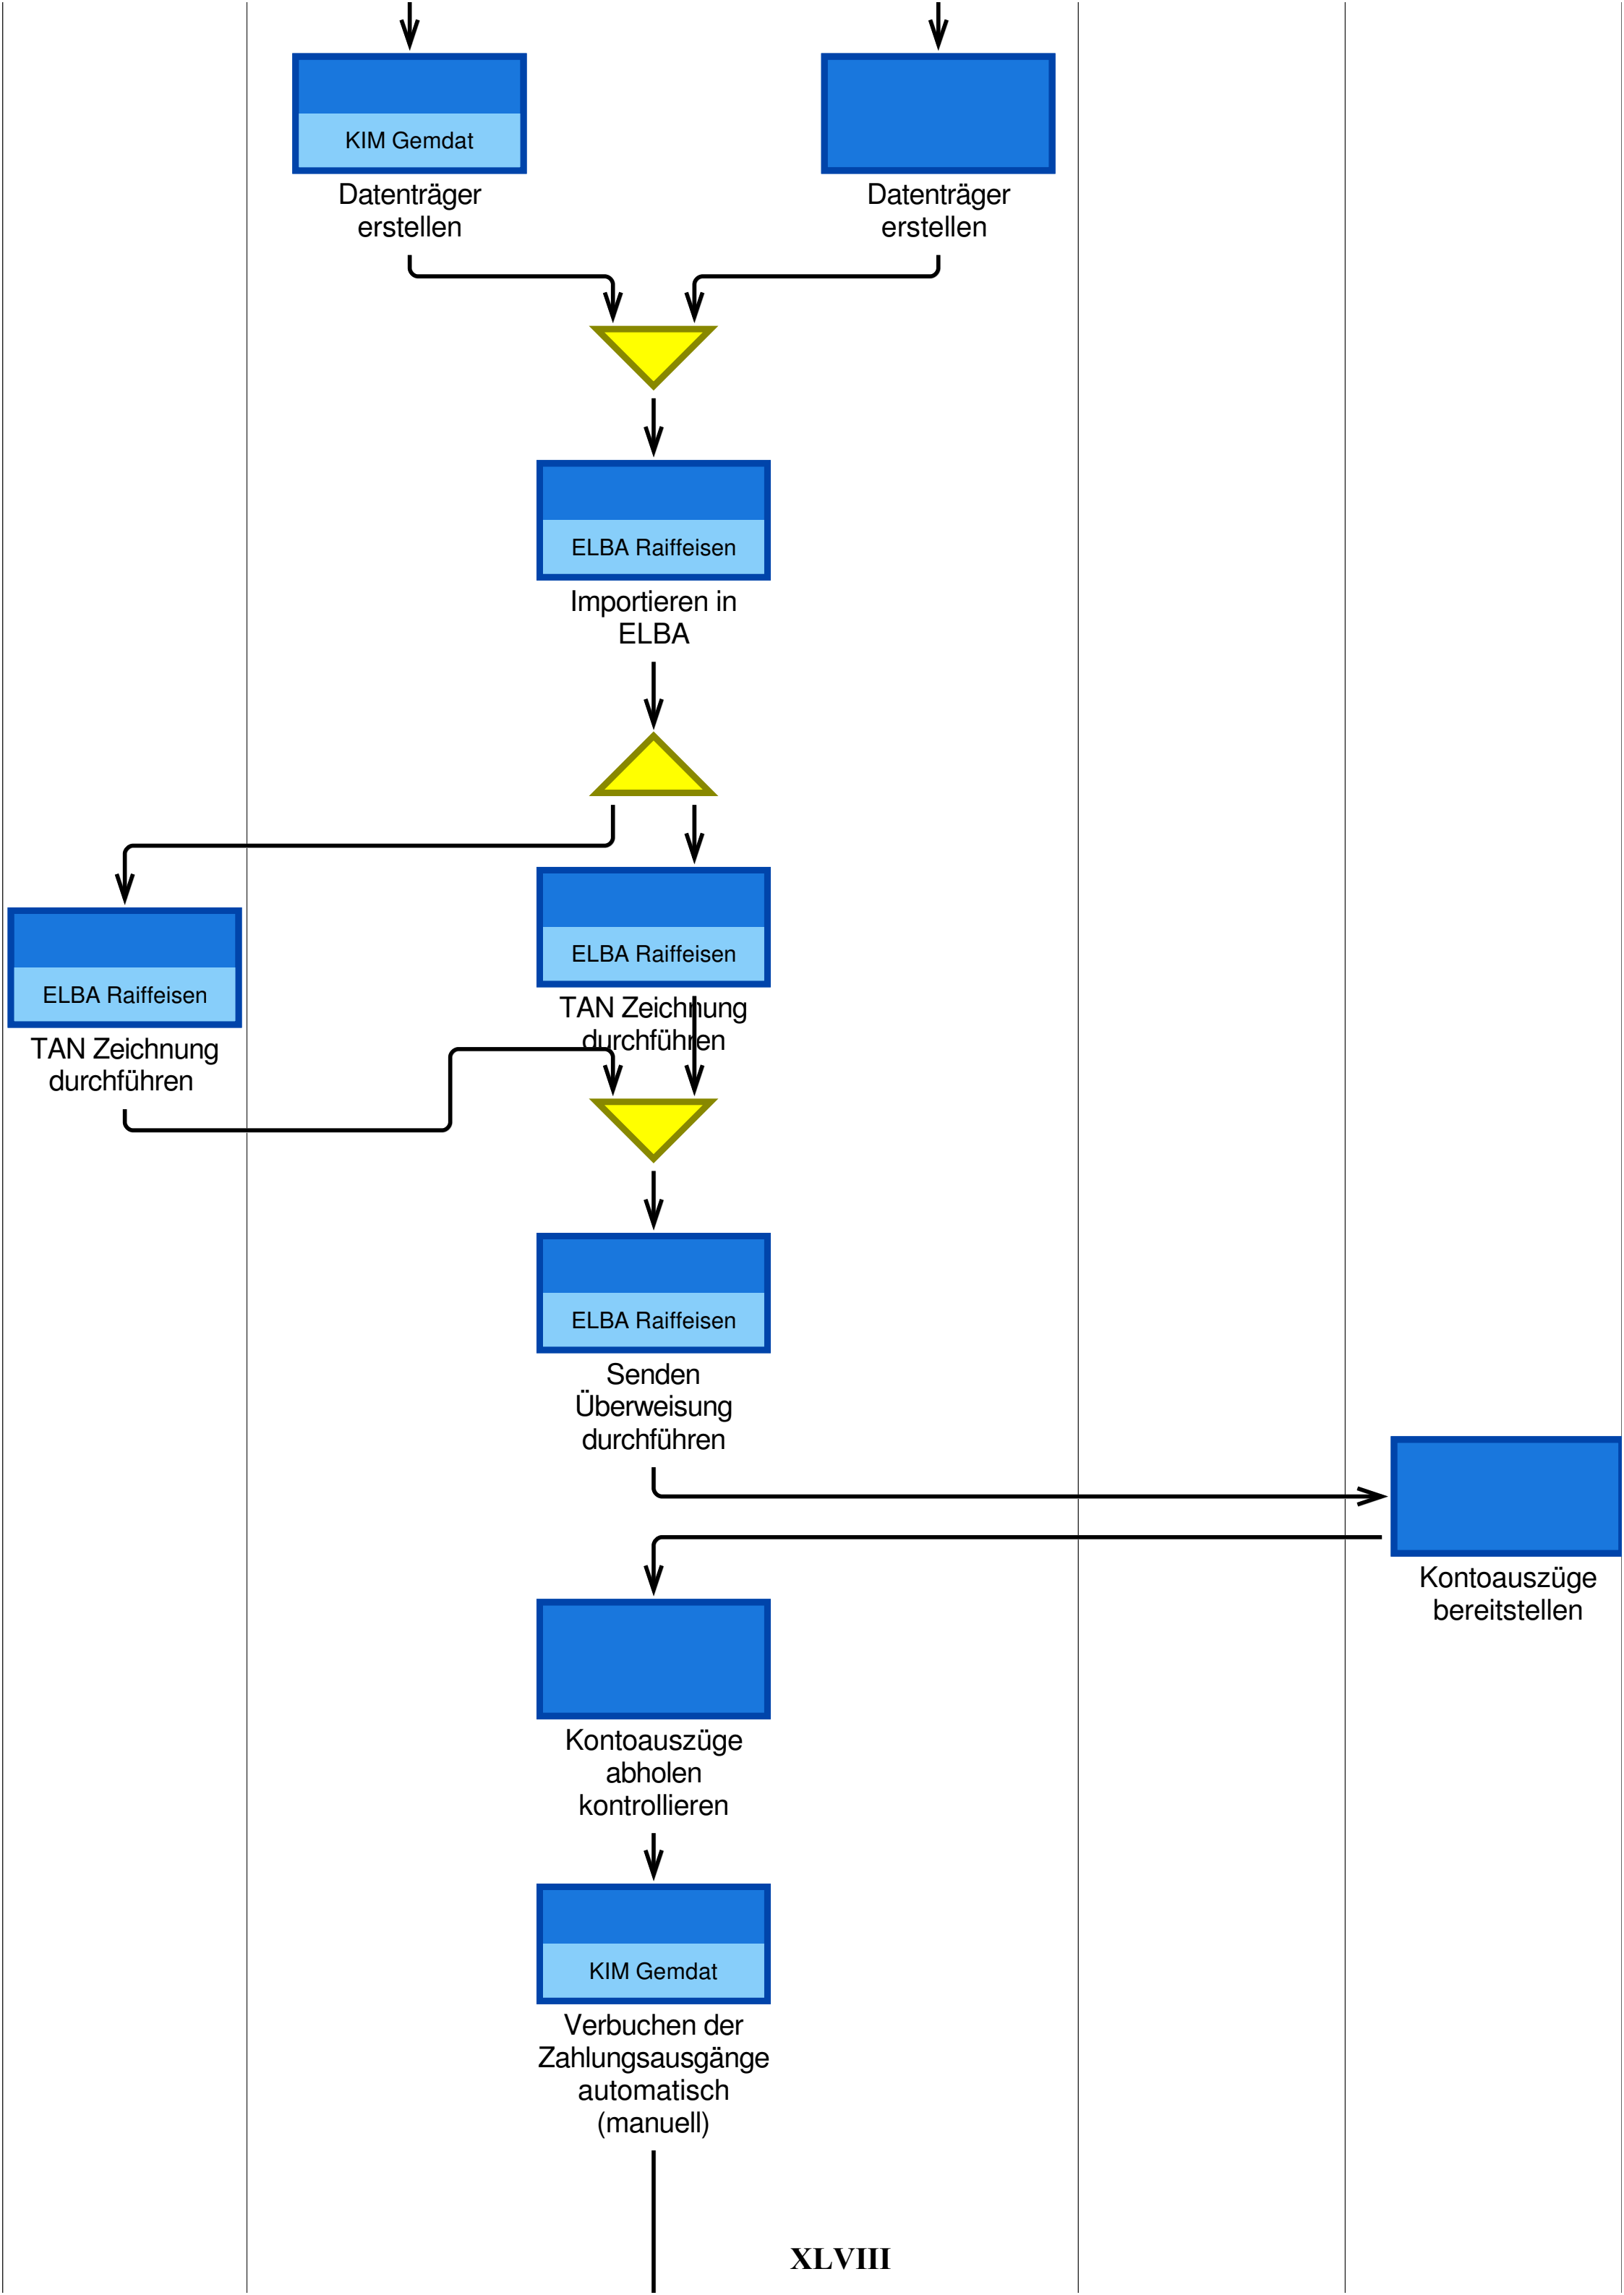 KIM Gemdat
Datenträger
erstellen
Datenträger
erstellen
ELBA Raiffeisen
Importieren in
ELBA
ELBA Raiffeisen
TAN Zeichnung
durchführen
ELBA Raiffeisen
TAN Zeichnung
durchführen
ELBA Raiffeisen
Senden
Überweisung
durchführen
Kontoauszüge
bereitstellen
Kontoauszüge
abholen
kontrollieren
KIM Gemdat
Verbuchen der
Zahlungsausgänge
automatisch
(manuell)
XLVIII